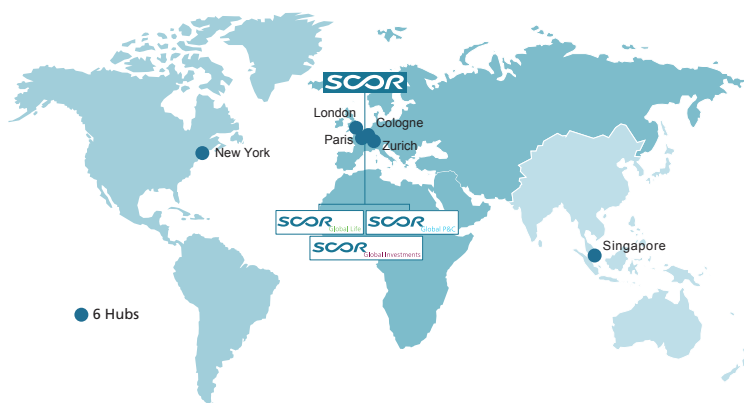 SCOR
London
Cologne
Paris
Zurich
New York
SCOR Global Life
SCOR Global P&C
SCOR Global Investments
Singapore
6 Hubs